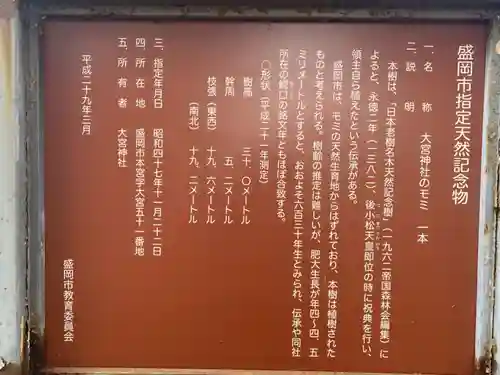 盛岡市指定天然記念物
一．名　　称　　大宮神社のモミ　一本
二．説　　明
本樹は、「日本老樹名木天然記念樹」（一九六二帝国森林会編集）に
よると、永徳二年（一三八二）、後小松天皇即位の時に祝典を行い、
領主自ら植えたという伝承がある。
盛岡市は、モミの天然生育地からはずれており、本樹は植樹された
ものと考えられる。樹齢の推定は難しいが、肥大生長が年四～四．五
ミリメートルとすると、おおよそ六百三十年生とみられ、伝承や同社
所在の鰐口の銘文年ともほぼ合致する。
○形状（平成二十一年測定）
樹高　　　　三十．〇メートル
幹周　　　　五．二メートル
枝張（東西）　十九．六メートル
（南北）　十九．二メートル
三．指定年月日　昭和四十七年十一月二十二日
四．所在地　盛岡市本宮字大宮五十一番地
五．所有者　大宮神社
平成二十九年三月
盛岡市教育委員会